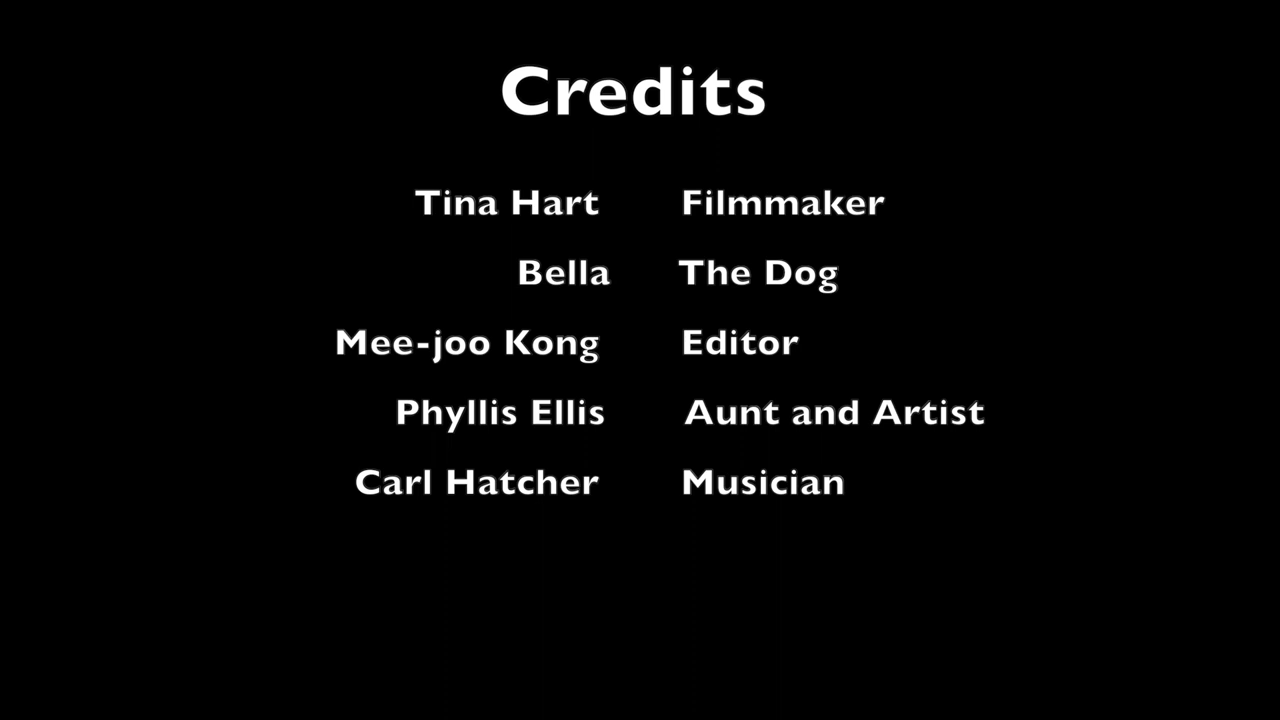 Credits
Tina Hart Filmmaker
Bella The Dog
Mee-joo Kong Editor
Phyllis Ellis Aunt and Artist
Carl Hatcher Musician